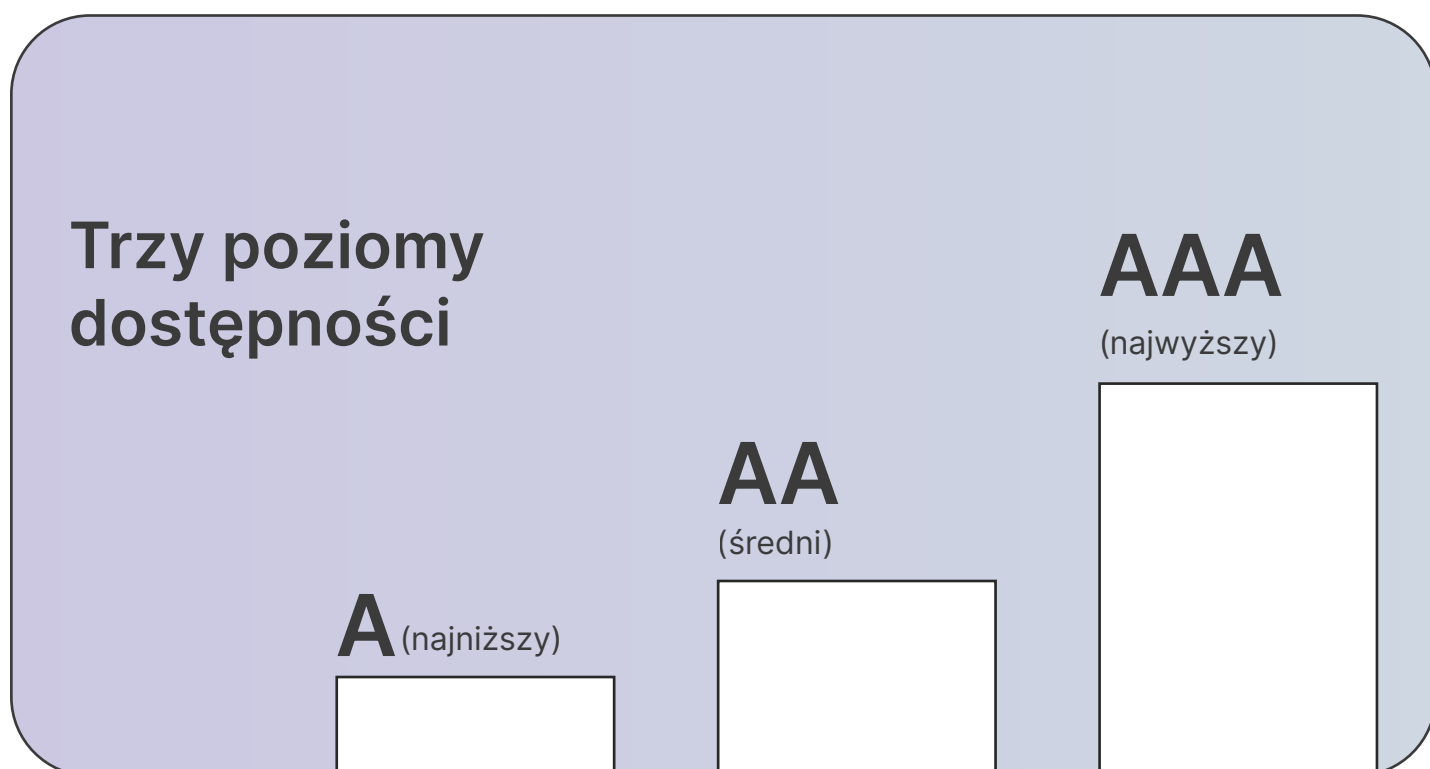 Trzy poziomy
dostępności
A (najniższy)
AA
(średni)
AAA
(najwyższy)